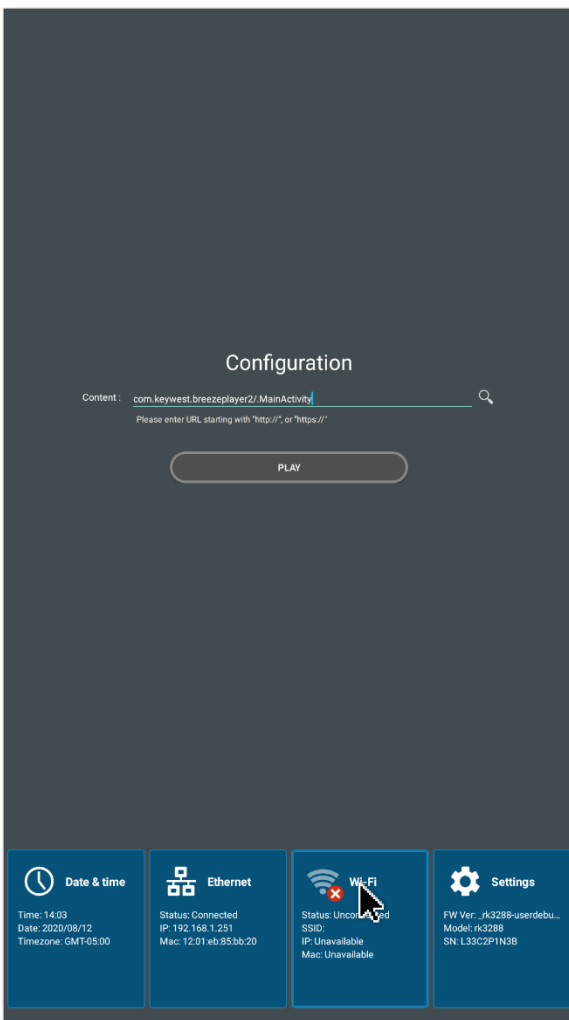 Configuration
Content : com.keywest.breezeplayer2/.MainActivity
Please enter URL starting with "http://", or "https://"
PLAY
Date & time
Time: 14:03
Date: 2020/08/12
Timezone: GMT-05:00
Ethernet
Status: Connected
IP: 192.168.1.251
Mac: 12:01:eb:85:bb:20
Wi-Fi
Status:
SSID:
IP: Unavailable
Mac: Unavailable
Settings
FW Ver: _rk3288-userdebu...
Model: rk3288
SN: L33C2P1N3B